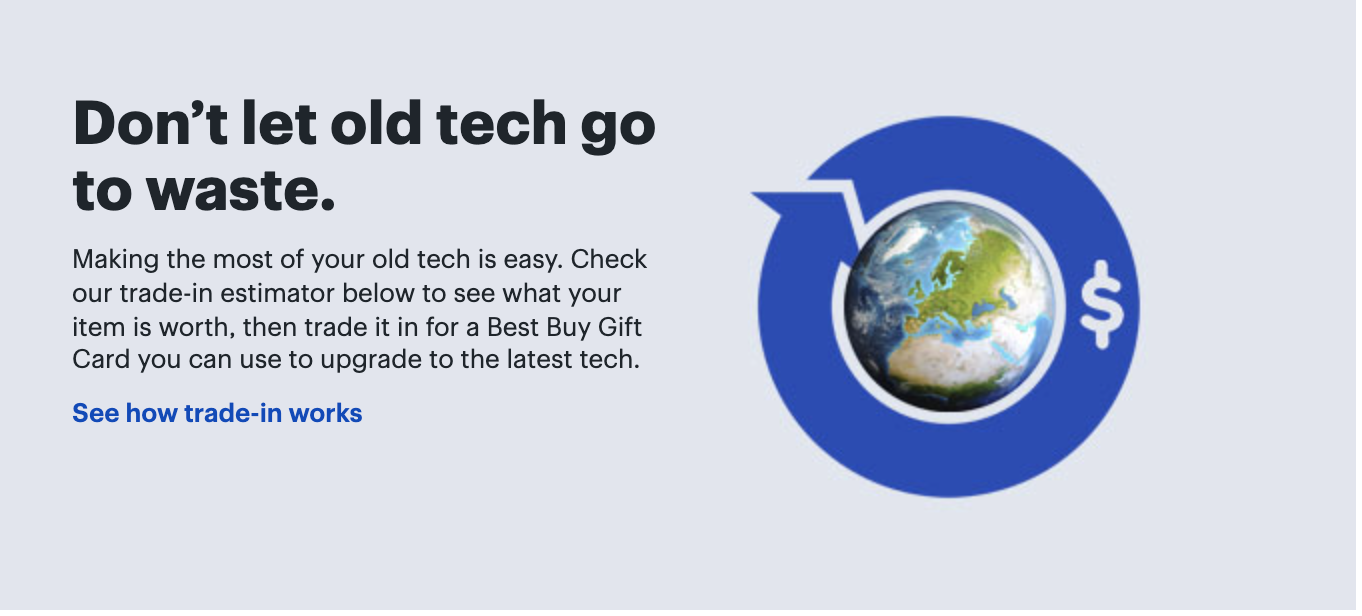 Don’t let old tech go
to waste.
Making the most of your old tech is easy. Check
our trade-in estimator below to see what your
item is worth, then trade it in for a Best Buy Gift
Card you can use to upgrade to the latest tech.
See how trade-in works
$